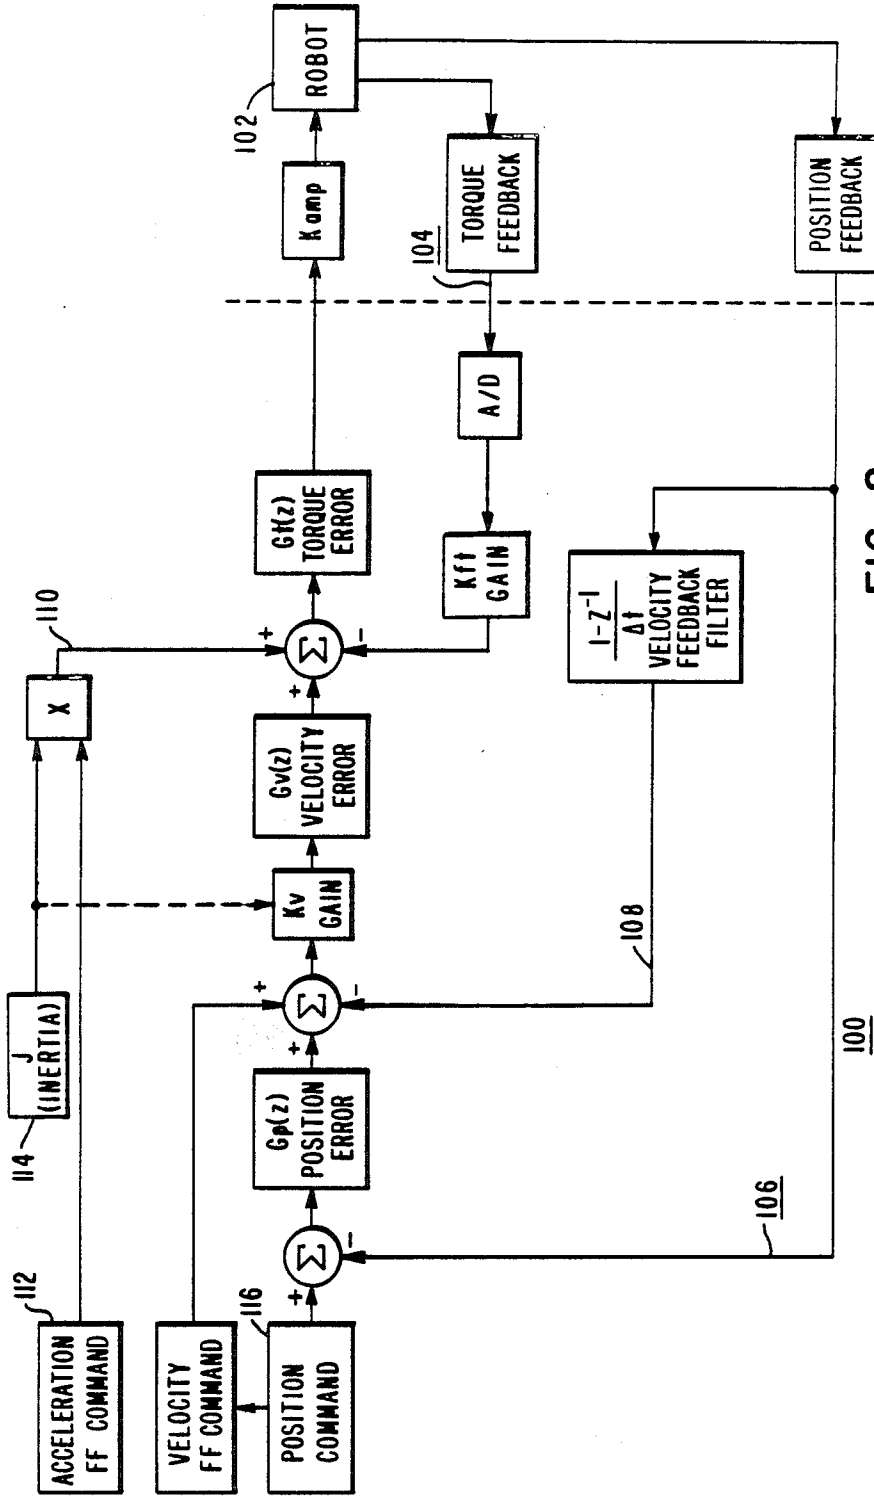 ACCELERATION
FF COMMAND
112
114
J
(INERTIA)
X
110
VELOCITY
FF COMMAND
POSITION
COMMAND
116
+
Σ
-
Gp(z)
POSITION
ERROR
+
+
Σ
-
Kv
GAIN
Gv(z)
VELOCITY
ERROR
+
+
Σ
-
Gt(z)
TORQUE
ERROR
Kamp
102
ROBOT
Kft
GAIN
A/D
104
TORQUE
FEEDBACK
108
1-Z-1
Δt
VELOCITY
FEEDBACK
FILTER
106
POSITION
FEEDBACK
100